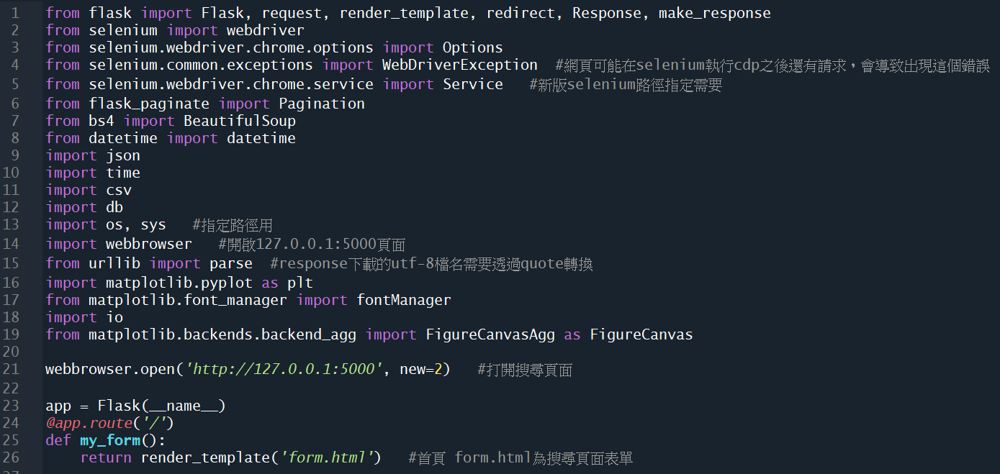 1 from flask import Flask, request, render_template, redirect, Response, make_response
2 from selenium import webdriver
3 from selenium.webdriver.chrome.options import Options
4 from selenium.common.exceptions import WebDriverException  #網頁可能在selenium執行cdp之後還有請求，會導致出現這個錯誤
5 from selenium.webdriver.chrome.service import Service   #新版selenium路徑指定需要
6 from flask_paginate import Pagination
7 from bs4 import BeautifulSoup
8 from datetime import datetime
9 import json
10 import time
11 import csv
12 import db
13 import os, sys   #指定路徑用
14 import webbrowser   #開啟127.0.0.1:5000頁面
15 from urllib import parse  #response下載的utf-8檔名需要透過quote轉換
16 import matplotlib.pyplot as plt
17 from matplotlib.font_manager import fontManager
18 import io
19 from matplotlib.backends.backend_agg import FigureCanvasAgg as FigureCanvas
20
21 webbrowser.open('http://127.0.0.1:5000', new=2)   #打開搜尋頁面
22
23 app = Flask(__name__)
24 @app.route('/')
25 def my_form():
26     return render_template('form.html')   #首頁 form.html為搜尋頁面表單